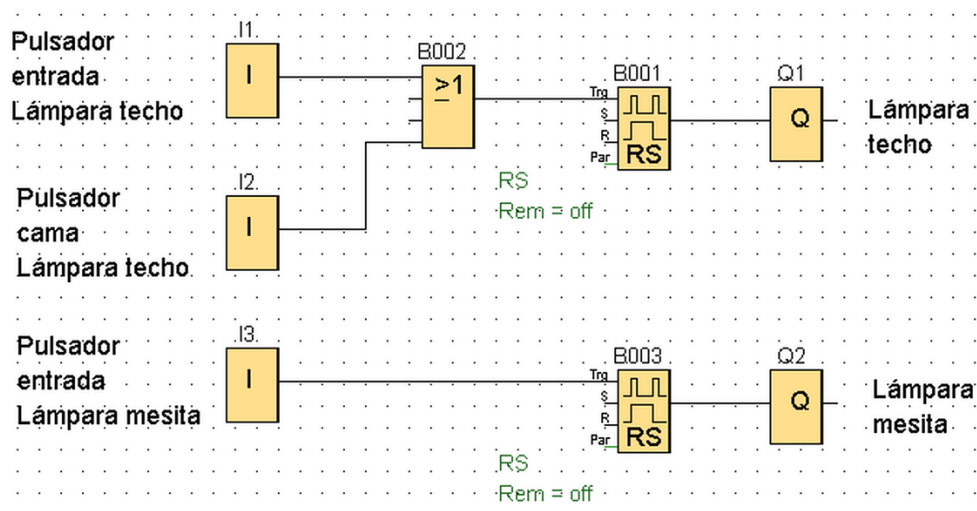 Pulsador
entrada
Lámpara techo
I1
I
B002
≥1
B001
Trg
S
R
Par
RS
RS
Rem = off
Q1
Q
Lámpara
techo
Pulsador
cama
Lámpara techo
I2
I
Pulsador
entrada
Lámpara mesita
I3
I
B003
Trg
S
R
Par
RS
RS
Rem = off
Q2
Q
Lámpara
mesita